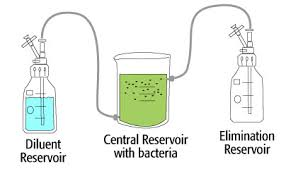 Diluent
Reservoir
Central Reservoir
with bacteria
Elimination
Reservoir